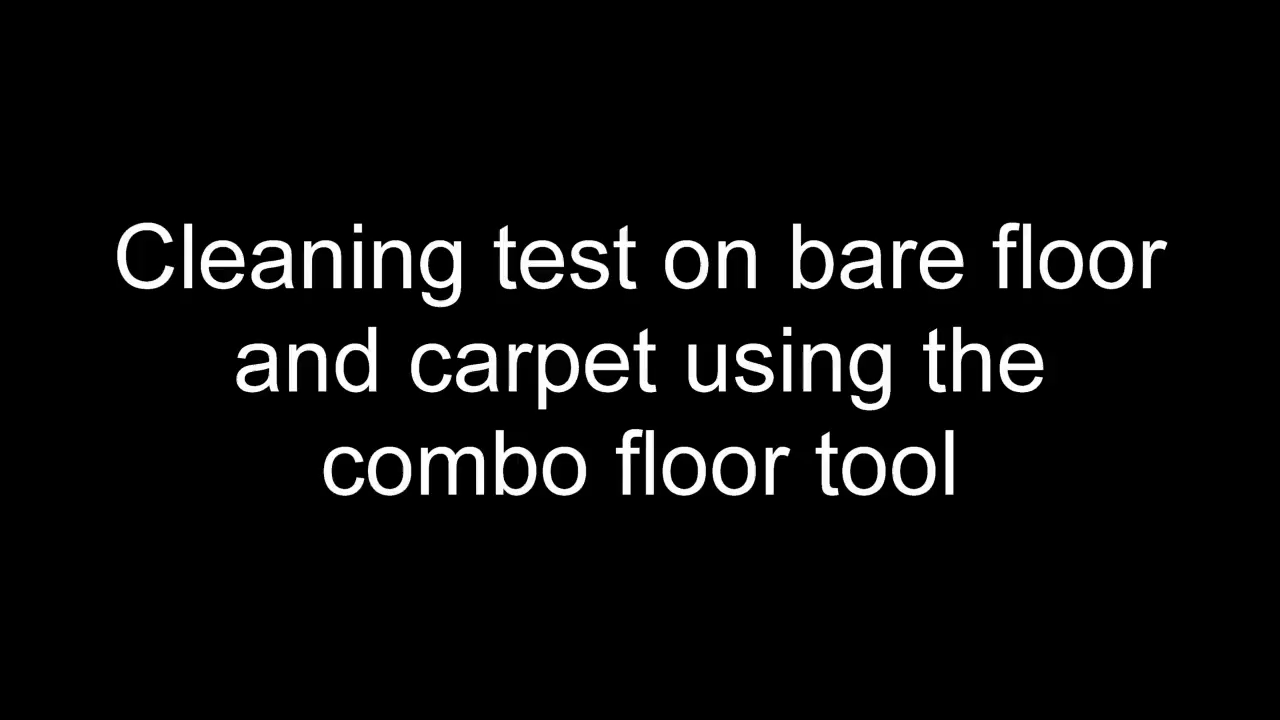 Cleaning test on bare floor
and carpet using the
combo floor tool